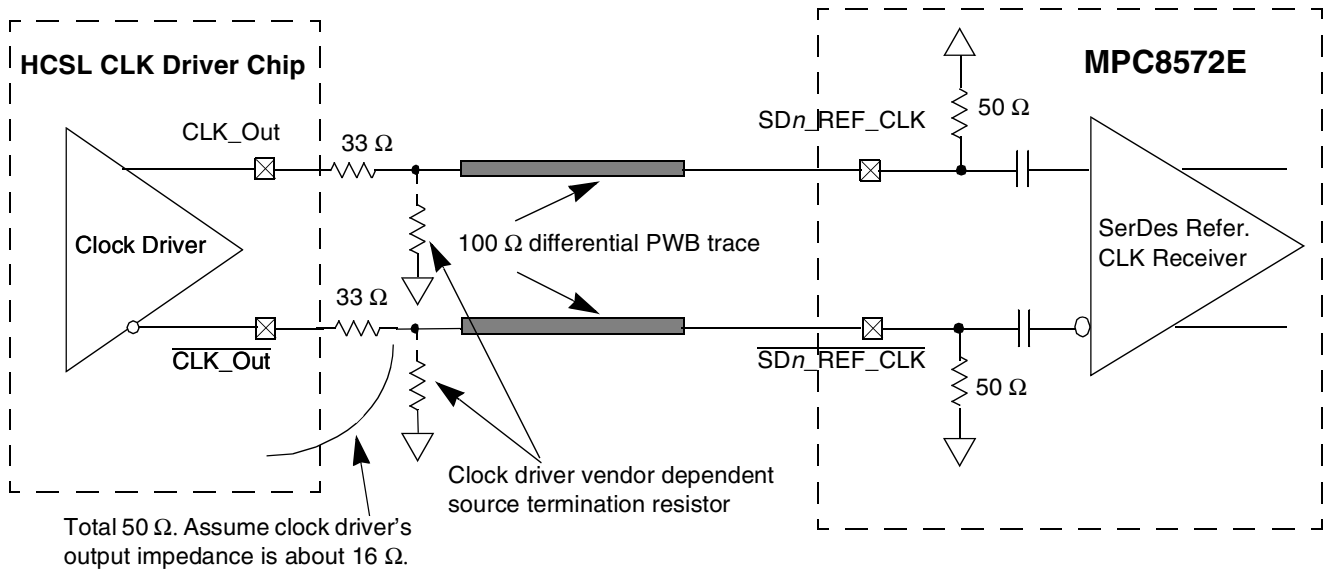 HCSL CLK Driver Chip
MPC8572E
CLK_Out
33 Ω
SDn_REF_CLK
50 Ω
Clock Driver
100 Ω differential PWB trace
SerDes Refer.
CLK Receiver
33 Ω
CLK_Out
SDn_REF_CLK
50 Ω
Clock driver vendor dependent
source termination resistor
Total 50 Ω. Assume clock driver's
output impedance is about 16 Ω.